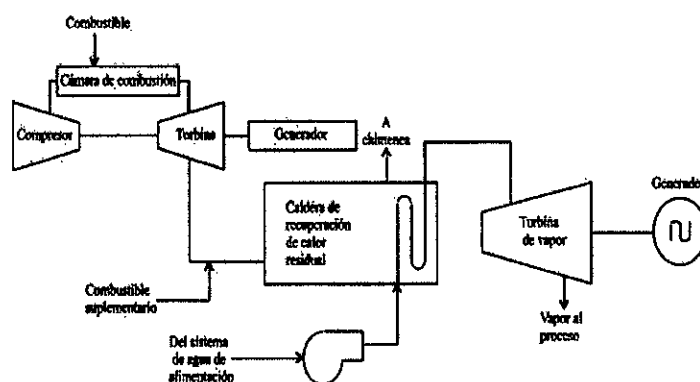 Combustible
Cámara de combustión
Compresor
Turbina
Generador
A
chimenea
Caldera de
recuperación
de calor
residual
Turbina
de vapor
Generador
Combustible
suplementario
Vapor al
proceso
Del sistema
de agua de
alimentación